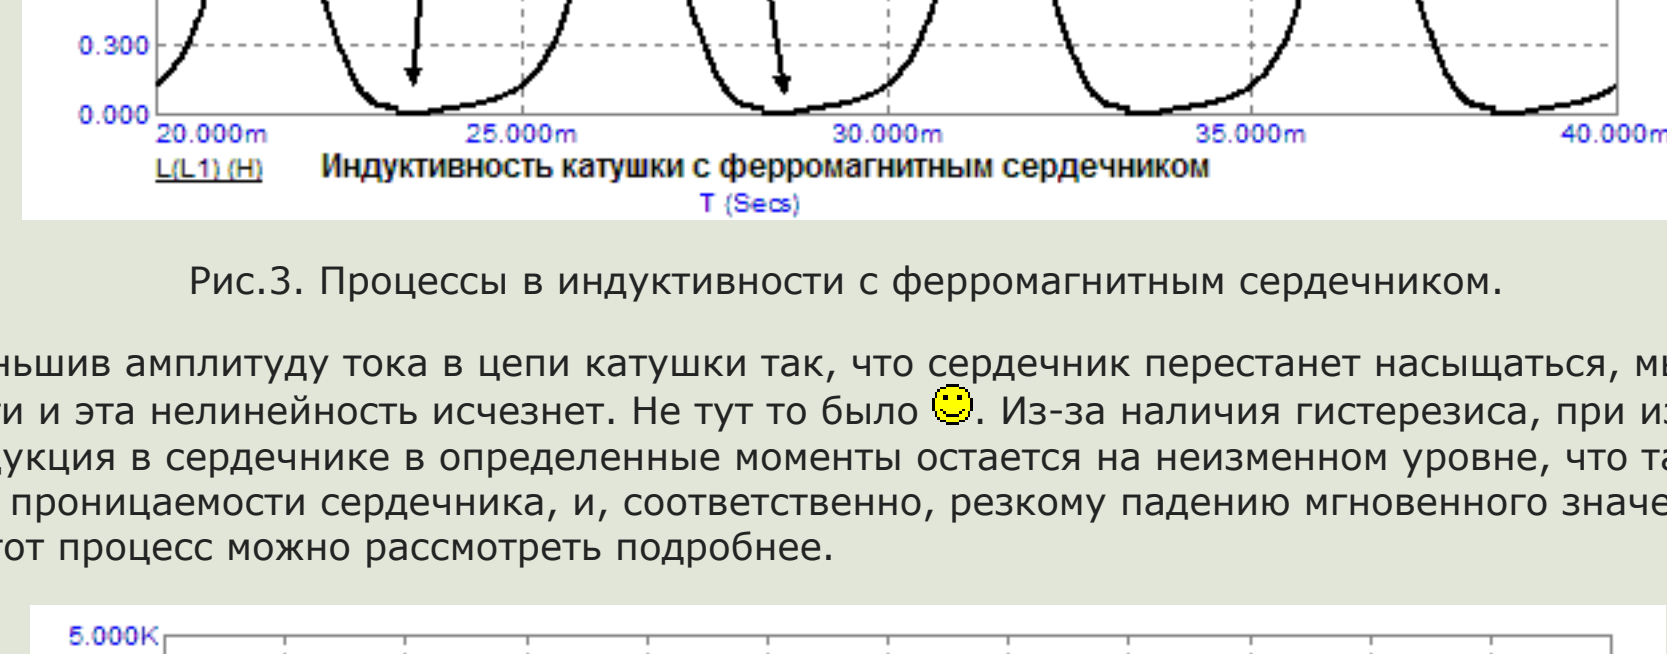 0.300
0.000
20.000m 25.000m 30.000m 35.000m 40.000m
L(L1) (H) Индуктивность катушки с ферромагнитным сердечником
T (Secs)
Рис.3. Процессы в индуктивности с ферромагнитным сердечником.
ньшив амплитуду тока в цепи катушки так, что сердечник перестанет насыщаться, мы
ти и эта нелинейность исчезнет. Не тут то было . Из-за наличия гистерезиса, при из
дукция в сердечнике в определенные моменты остается на неизменном уровне, что та
проницаемости сердечника, и, соответственно, резкому падению мгновенного значе
тот процесс можно рассмотреть подробнее.
5.000K